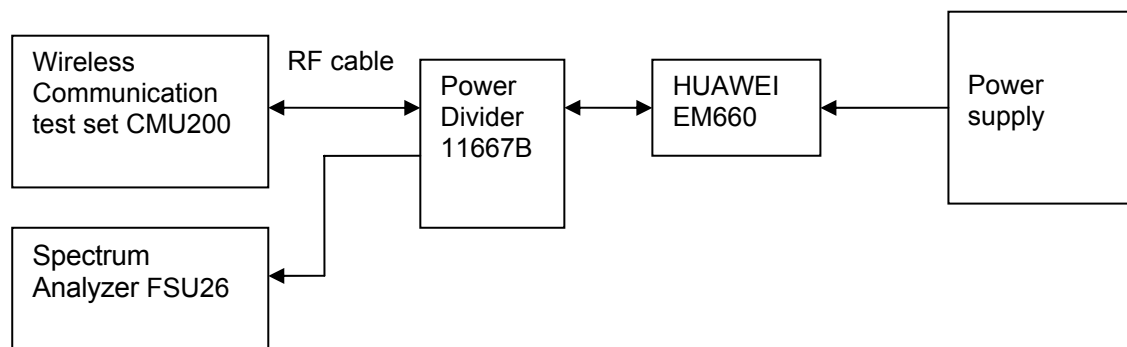 Wireless
Communication
test set CMU200
RF cable
Power
Divider
11667B
HUAWEI
EM660
Power
supply
Spectrum
Analyzer FSU26